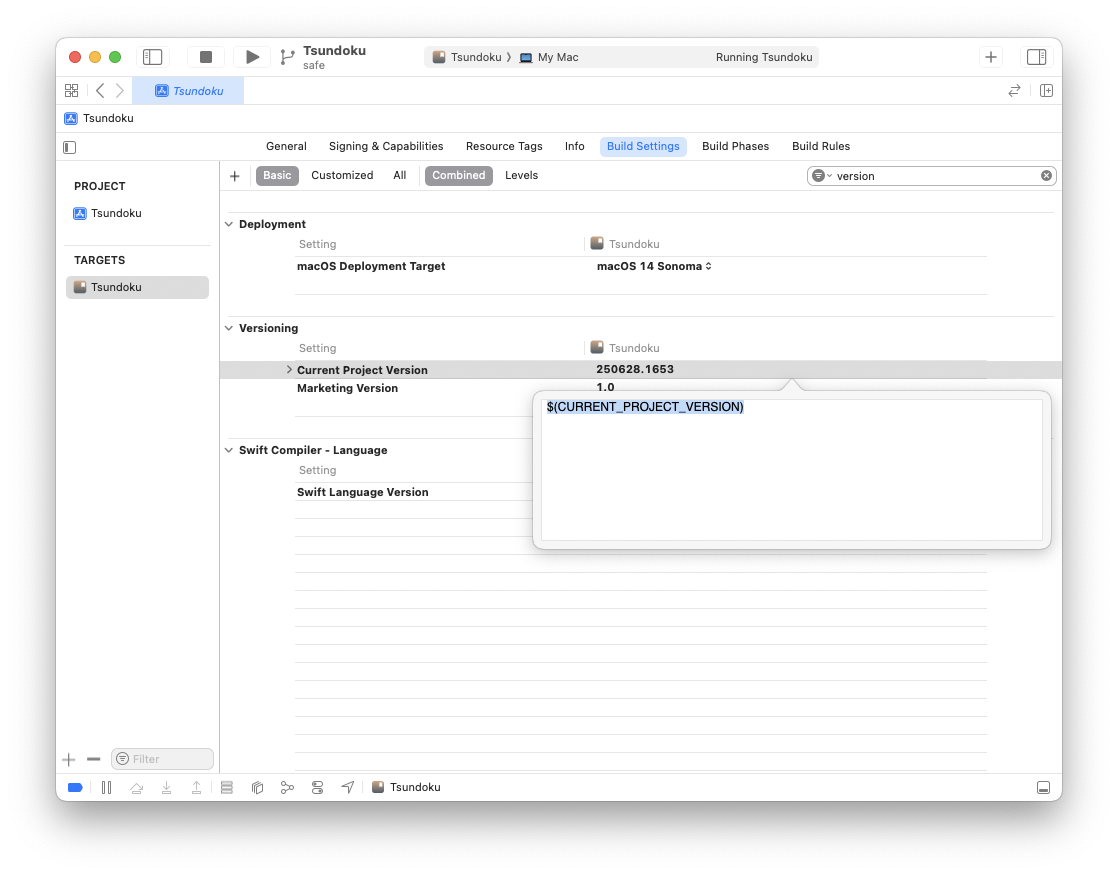 Tsundoku
safe
Tsundoku 〉 My Mac Running Tsundoku
Tsundoku
Tsundoku
General Signing & Capabilities Resource Tags Info Build Settings Build Phases Build Rules
Basic Customized All Combined Levels version
PROJECT
Tsundoku
TARGETS
Tsundoku
Deployment
Setting Tsundoku
macOS Deployment Target macOS 14 Sonoma
Versioning
Setting Tsundoku
Current Project Version 250628.1653
Marketing Version 1.0
$(CURRENT_PROJECT_VERSION)
Swift Compiler - Language
Setting
Swift Language Version
Filter
Tsundoku